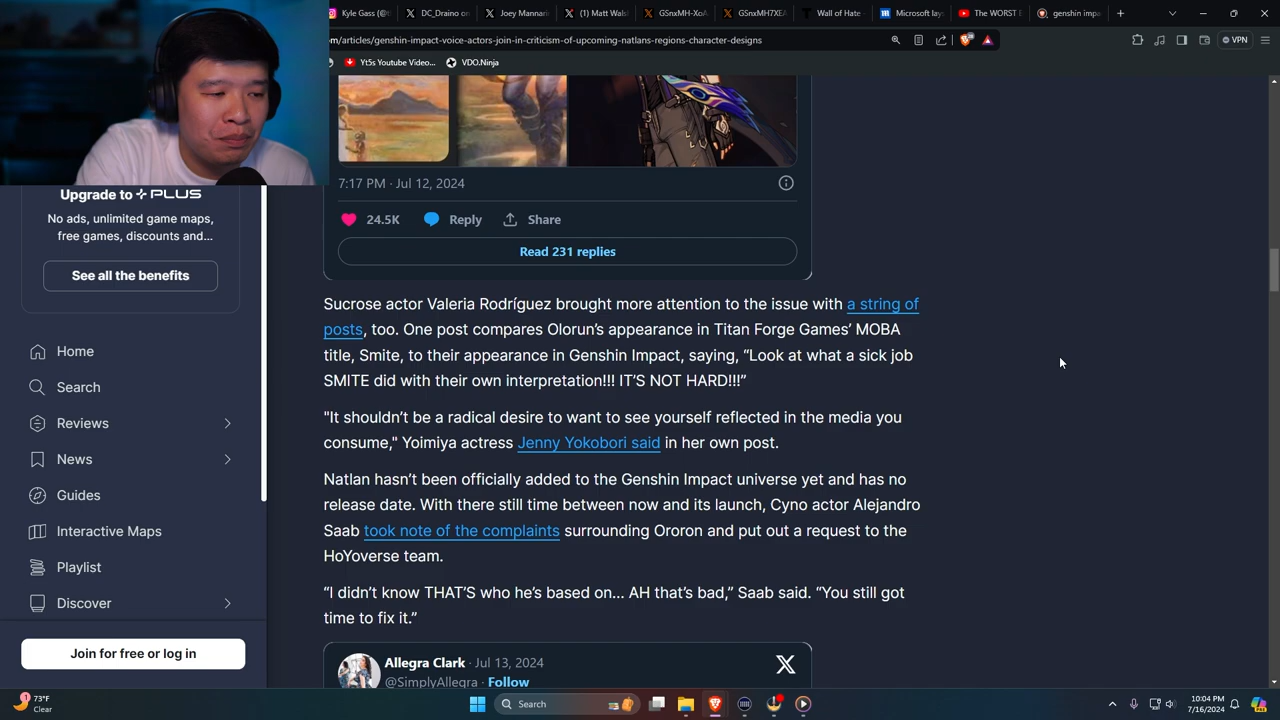 Kyle Gass (@t
DC_Draino on
Joey Mannari
(1) Matt Wals
GSnxMH-XoA
GSnxMH7XEA
Wall of Hate -
Microsoft lays
The WORST E
genshin impa
m/articles/genshin-impact-voice-actors-join-in-criticism-of-upcoming-natlans-regions-character-designs
VPN
Yt5s Youtube Video...
VDO.Ninja
7:17 PM · Jul 12, 2024
24.5K
Reply
Share
Read 231 replies
Upgrade to PLUS
No ads, unlimited game maps,
free games, discounts and...
See all the benefits
Home
Search
Reviews
News
Guides
Interactive Maps
Playlist
Discover
Join for free or log in
Sucrose actor Valeria Rodríguez brought more attention to the issue with a string of
posts, too. One post compares Olorun’s appearance in Titan Forge Games’ MOBA
title, Smite, to their appearance in Genshin Impact, saying, “Look at what a sick job
SMITE did with their own interpretation!!! IT’S NOT HARD!!!”
"It shouldn’t be a radical desire to want to see yourself reflected in the media you
consume," Yoimiya actress Jenny Yokobori said in her own post.
Natlan hasn’t been officially added to the Genshin Impact universe yet and has no
release date. With there still time between now and its launch, Cyno actor Alejandro
Saab took note of the complaints surrounding Ororon and put out a request to the
HoYoverse team.
“I didn’t know THAT’S who he’s based on... AH that’s bad,” Saab said. “You still got
time to fix it.”
Allegra Clark · Jul 13, 2024
@SimplyAllegra · Follow
1
73°F
Clear
Search
10:04 PM
7/16/2024